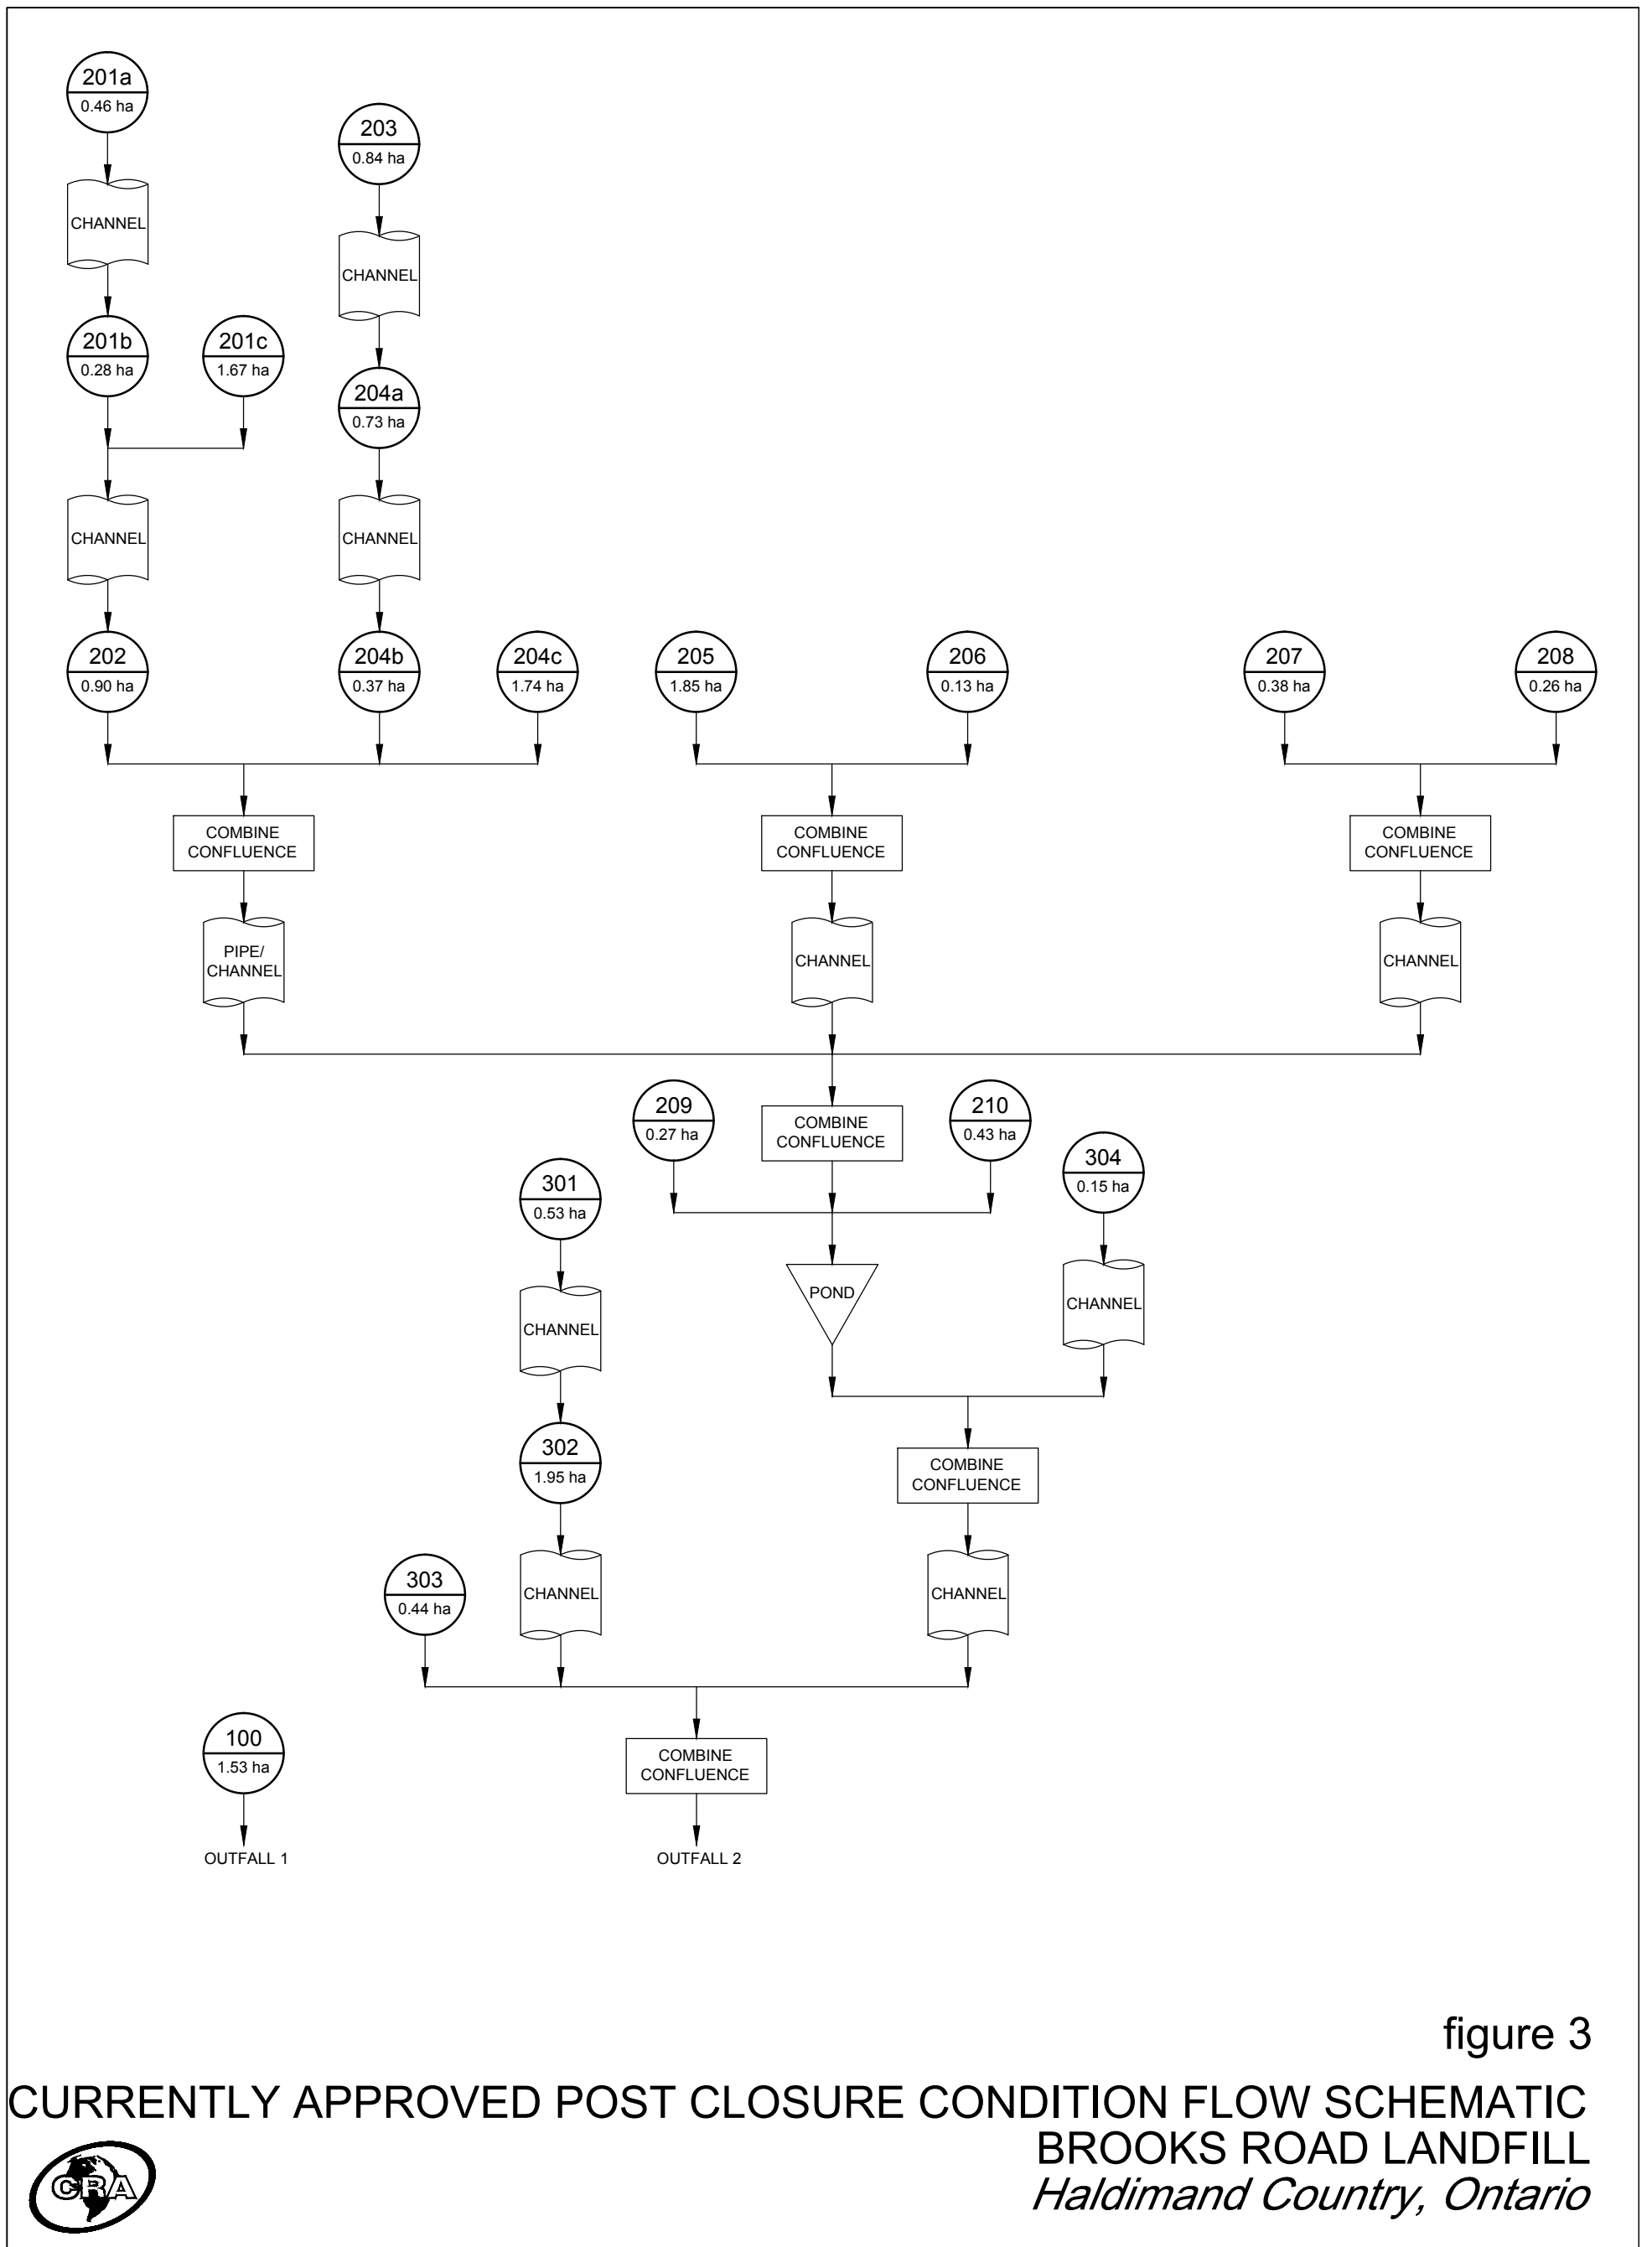 201a
0.46 ha
203
0.84 ha
CHANNEL
CHANNEL
201b
0.28 ha
201c
1.67 ha
204a
0.73 ha
CHANNEL
CHANNEL
202
0.90 ha
204b
0.37 ha
204c
1.74 ha
205
1.85 ha
206
0.13 ha
207
0.38 ha
208
0.26 ha
COMBINE
CONFLUENCE
COMBINE
CONFLUENCE
COMBINE
CONFLUENCE
PIPE/
CHANNEL
CHANNEL
CHANNEL
209
0.27 ha
COMBINE
CONFLUENCE
210
0.43 ha
304
0.15 ha
301
0.53 ha
POND
CHANNEL
CHANNEL
302
1.95 ha
COMBINE
CONFLUENCE
303
0.44 ha
CHANNEL
CHANNEL
100
1.53 ha
COMBINE
CONFLUENCE
OUTFALL 1
OUTFALL 2
figure 3
CURRENTLY APPROVED POST CLOSURE CONDITION FLOW SCHEMATIC
BROOKS ROAD LANDFILL
Haldimand Country, Ontario
CRA